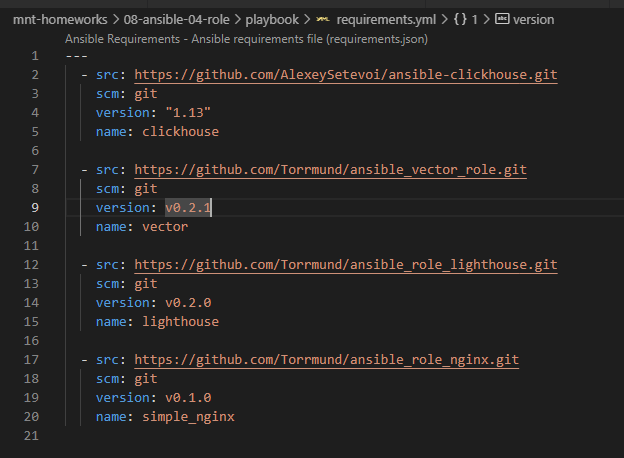 mnt-homeworks > 08-ansible-04-role > playbook > requirements.yml > {} 1 > abc version
Ansible Requirements - Ansible requirements file (requirements.json)
1 ---
2 - src: https://github.com/AlexeySetevoi/ansible-clickhouse.git
3 scm: git
4 version: "1.13"
5 name: clickhouse
6
7 - src: https://github.com/Torrmund/ansible_vector_role.git
8 scm: git
9 version: v0.2.1
10 name: vector
11
12 - src: https://github.com/Torrmund/ansible_role_lighthouse.git
13 scm: git
14 version: v0.2.0
15 name: lighthouse
16
17 - src: https://github.com/Torrmund/ansible_role_nginx.git
18 scm: git
19 version: v0.1.0
20 name: simple_nginx
21